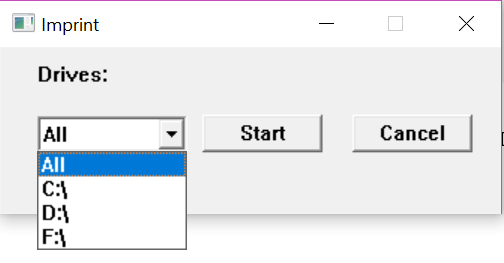 Imprint
Drives:
All Start Cancel
All
C:\
D:\
F:\